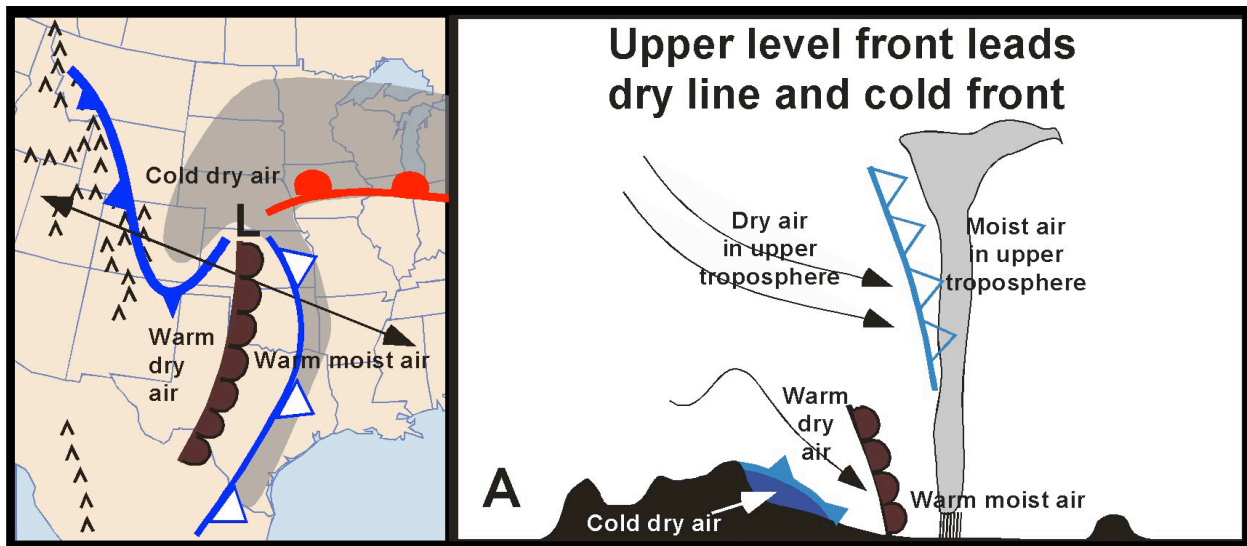 Cold dry air
L
Warm
dry
air
Warm moist air
Upper level front leads
dry line and cold front
Dry air
in upper
troposphere
Moist air
in upper
troposphere
Warm
dry
air
A
Warm moist air
Cold dry air